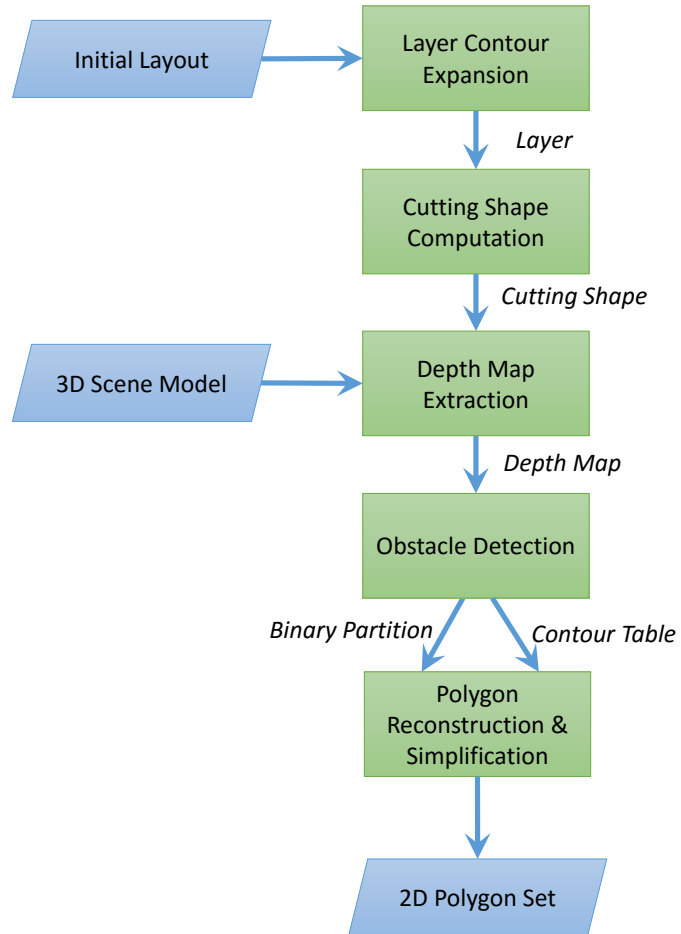 Initial Layout
Layer Contour
Expansion
Layer
Cutting Shape
Computation
Cutting Shape
3D Scene Model
Depth Map
Extraction
Depth Map
Obstacle Detection
Binary Partition
Contour Table
Polygon
Reconstruction &
Simplification
2D Polygon Set